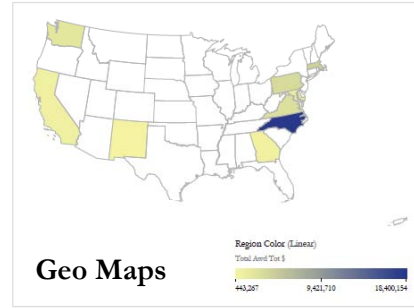 Region Color (Linear)
Total Awd Tot $
443,267 9,421,710 18,400,154
Geo Maps